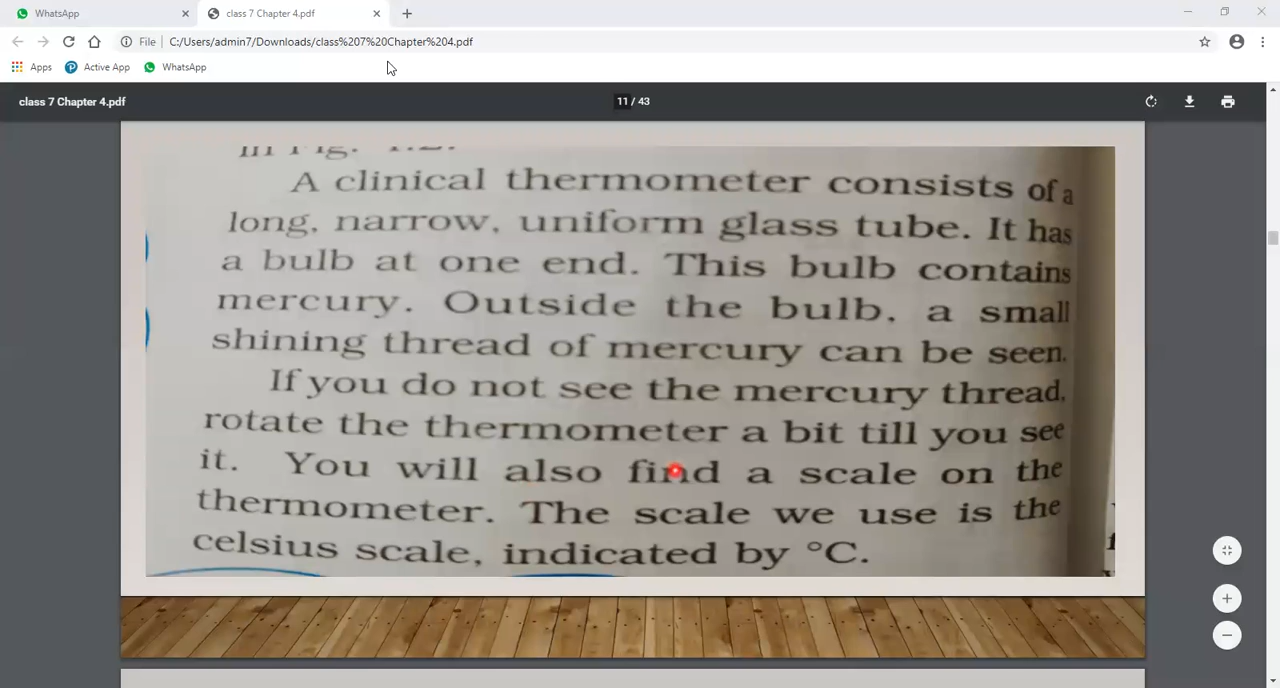 WhatsApp
class 7 Chapter 4.pdf
File
C:/Users/admin7/Downloads/class%207%20Chapter%204.pdf
Apps
Active App
WhatsApp
class 7 Chapter 4.pdf
11 / 43
in Fig.
A clinical thermometer consists of a
long, narrow, uniform glass tube. It has
a bulb at one end. This bulb contains
mercury. Outside the bulb, a small
shining thread of mercury can be seen.
If you do not see the mercury thread,
rotate the thermometer a bit till you see
it. You will also find a scale on the
thermometer. The scale we use is the
celsius scale, indicated by °C.